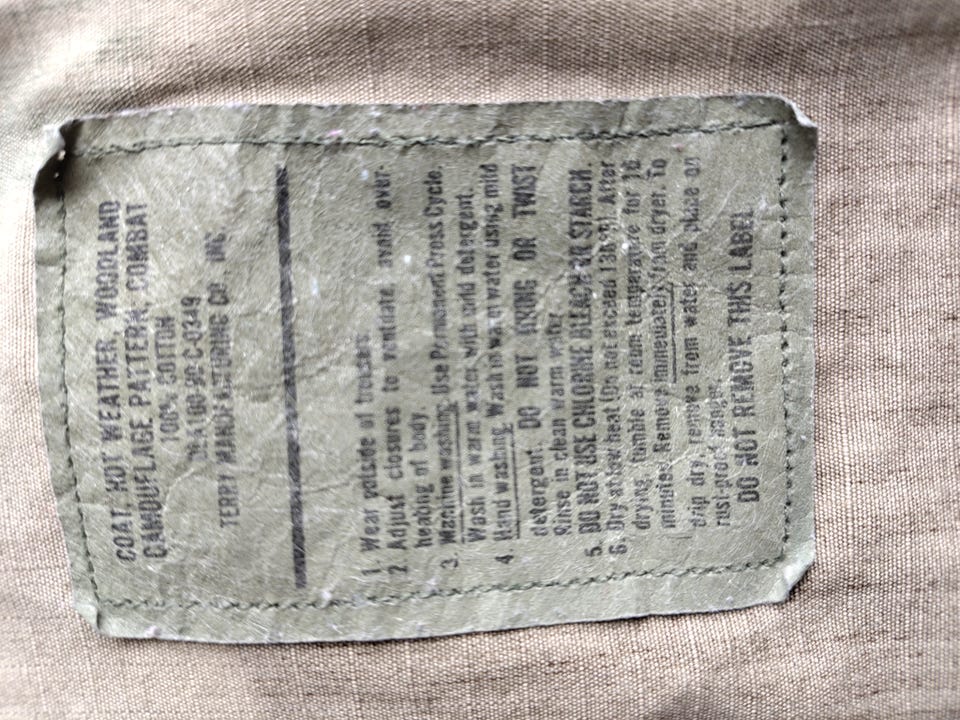 COAT, HOT WEATHER, WOODLAND
CAMOUFLAGE PATTERN, COMBAT
100% COTTON
DLA100-92-C-0349
TERRY MANUFACTURING CO. INC.
1. Wear outside of trousers.
2. Adjust closures to ventilate, avoid over-
heating of body.
3. Machine washing: Use Permanent Press Cycle.
Wash in warm water with mild detergent.
4. Hand washing. Wash in warm water using mild
detergent. DO NOT WRING OR TWIST
Rinse in clean warm water.
5. DO NOT USE CHLORINE BLEACH OR STARCH.
6. Dry at low heat (do not exceed 130°F). After
drying, tumble at room temperature for 10
minutes. Remove immediately from dryer. To
drip dry, remove from water and place on
rust-proof hanger.
DO NOT REMOVE THIS LABEL